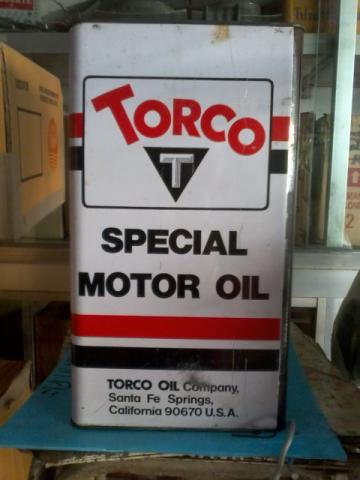 TORCO
T
SPECIAL
MOTOR OIL
TORCO OIL Company,
Santa Fe Springs,
California 90670 U.S.A.